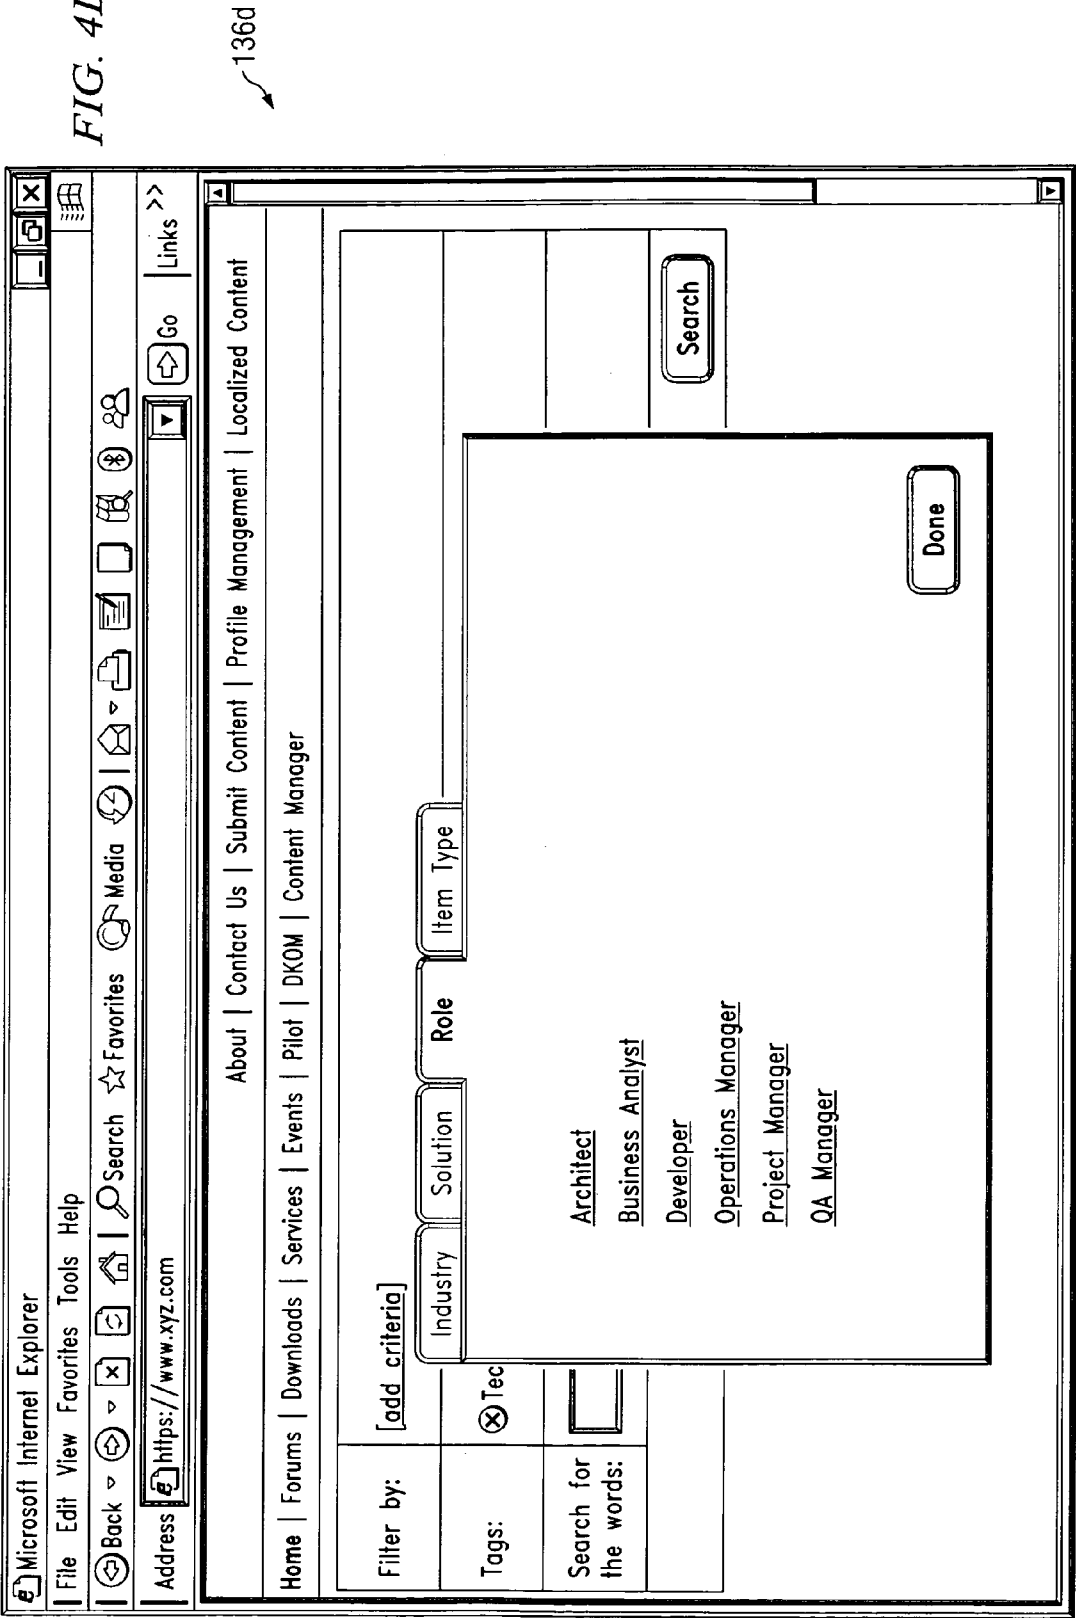 FIG. 4D
136d
Microsoft Internet Explorer
File Edit View Favorites Tools Help
Back Search Favorites Media
Address https://www.xyz.com Go Links >>
About | Contact Us | Submit Content | Profile Management | Localized Content
Home | Forums | Downloads | Services | Events | Pilot | DKOM | Content Manager
Filter by: [add criteria]
Industry Solution Role Item Type
Tags: Tec
Search for
the words:
Architect
Business Analyst
Developer
Operations Manager
Project Manager
QA Manager
Search
Done